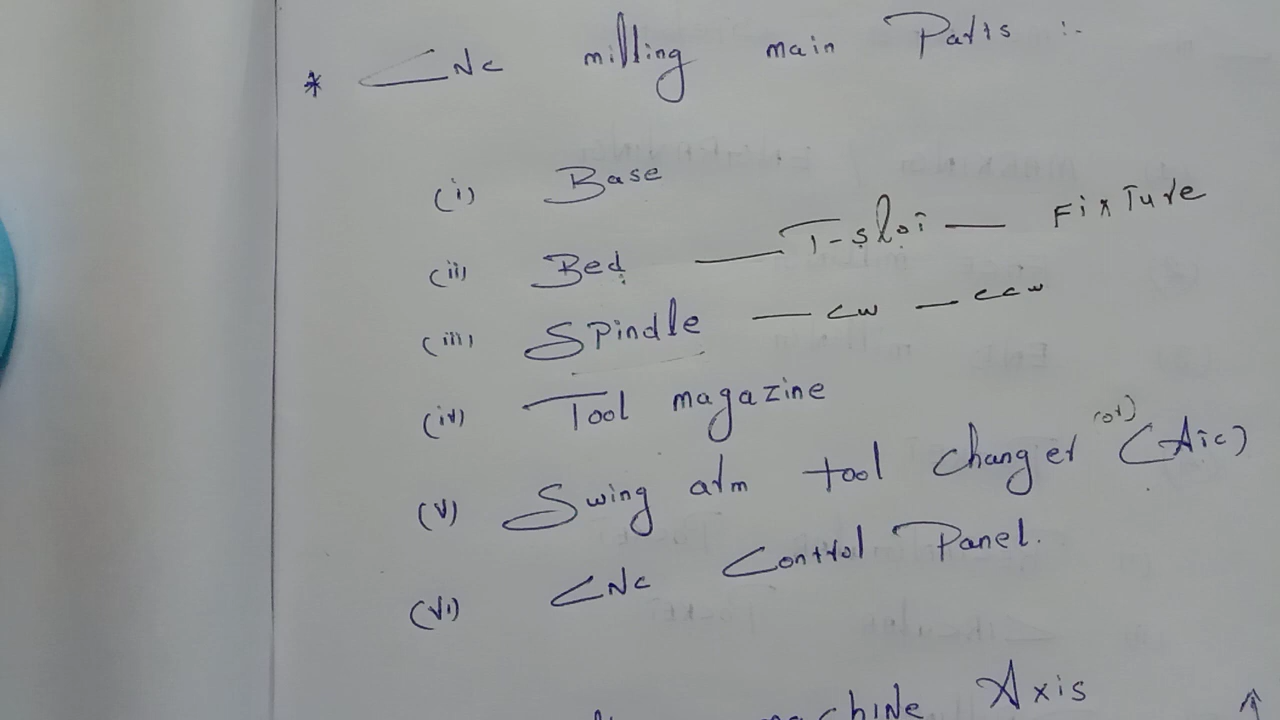 * CNC milling main Parts :-
(i) Base
(ii) Bed — T-slot — Fixture
(iii) Spindle — cw — ccw
(iv) Tool magazine
(v) Swing arm tool changer (or) (ATC)
(vi) CNC Control Panel.
machine Axis